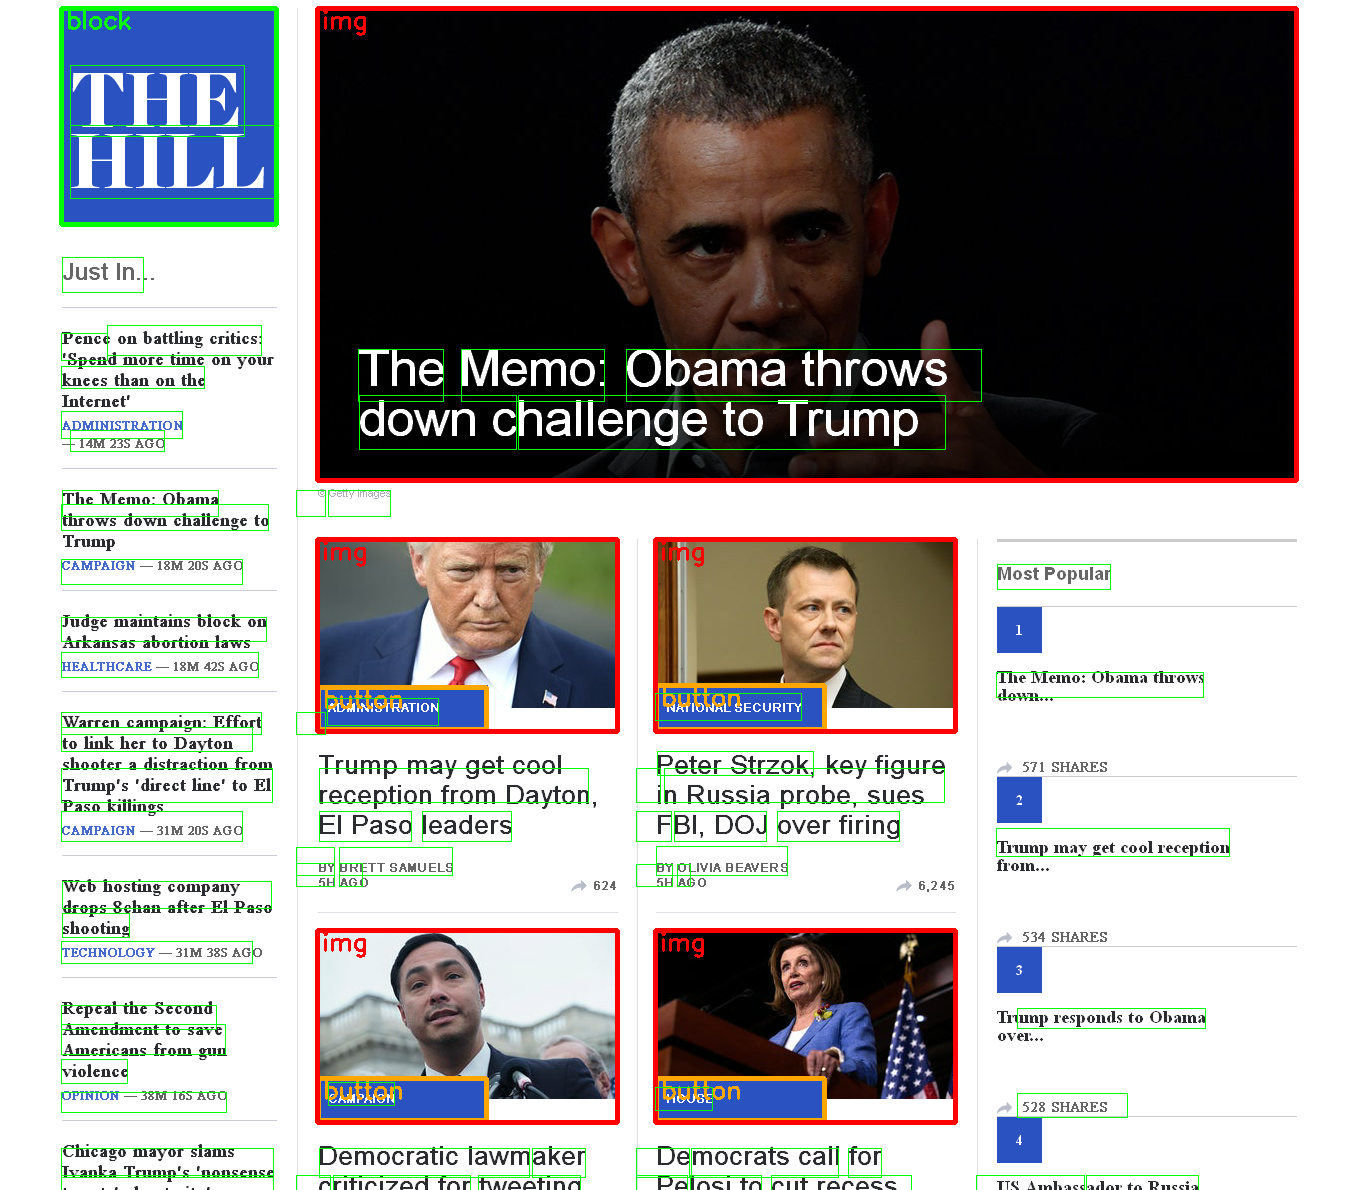 block
THE
HILL
Just In...
Pence on battling critics:
'Spend more time on your
knees than on the
Internet'
ADMINISTRATION
— 14M 23S AGO
The Memo: Obama
throws down challenge to
Trump
CAMPAIGN — 18M 20S AGO
Judge maintains block on
Arkansas abortion laws
HEALTHCARE — 18M 42S AGO
Warren campaign: Effort
to link her to Dayton
shooter a distraction from
Trump's 'direct line' to El
Paso killings
CAMPAIGN — 31M 20S AGO
Web hosting company
drops 8chan after El Paso
shooting
TECHNOLOGY — 31M 38S AGO
Repeal the Second
Amendment to save
Americans from gun
violence
OPINION — 38M 16S AGO
Chicago mayor slams
Ivanka Trump's 'nonsense
img
The Memo: Obama throws
down challenge to Trump
© Getty Images
img
button
ADMINISTRATION
Trump may get cool
reception from Dayton,
El Paso leaders
BY BRETT SAMUELS
5H AGO
624
img
button
NATIONAL SECURITY
Peter Strzok, key figure
in Russia probe, sues
FBI, DOJ over firing
BY OLIVIA BEAVERS
5H AGO
6,245
img
button
CAMPAIGN
Democratic lawmaker
criticized for tweeting
img
button
HOUSE
Democrats call for
Pelosi to cut recess
Most Popular
1
The Memo: Obama throws
down...
571 SHARES
2
Trump may get cool reception
from...
534 SHARES
3
Trump responds to Obama
over...
528 SHARES
4
US Ambassador to Russia